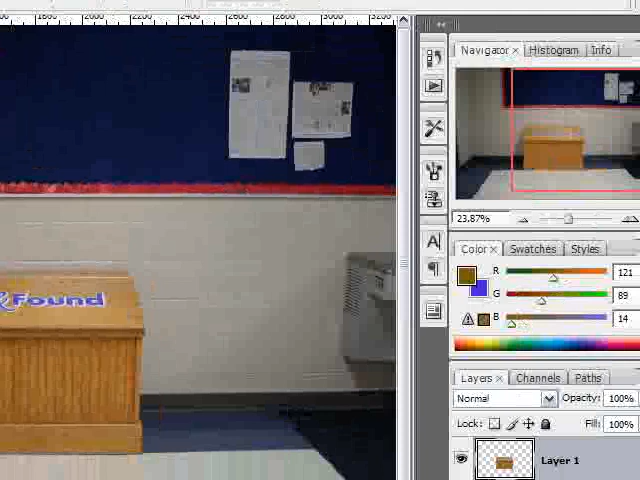 1800 2000 2200 2400 2600 2800 3000 3200
Navigator × Histogram Info
23.87%
Color × Swatches Styles
R 121
G 89
B 14
& Found
Layers × Channels Paths
Normal Opacity: 100%
Lock: Fill: 100%
Layer 1